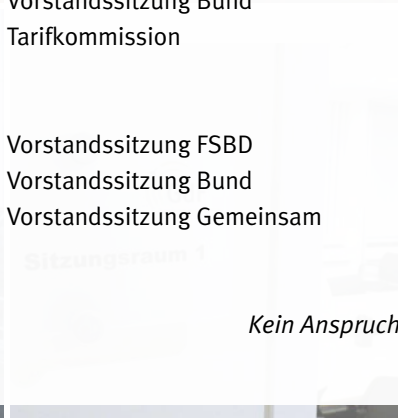 Vorstandssitzung Bund
Tarifkommission
Vorstandssitzung FSBD
Vorstandssitzung Bund
Vorstandssitzung Gemeinsam
Sitzungsraum 1
Kein Anspruch